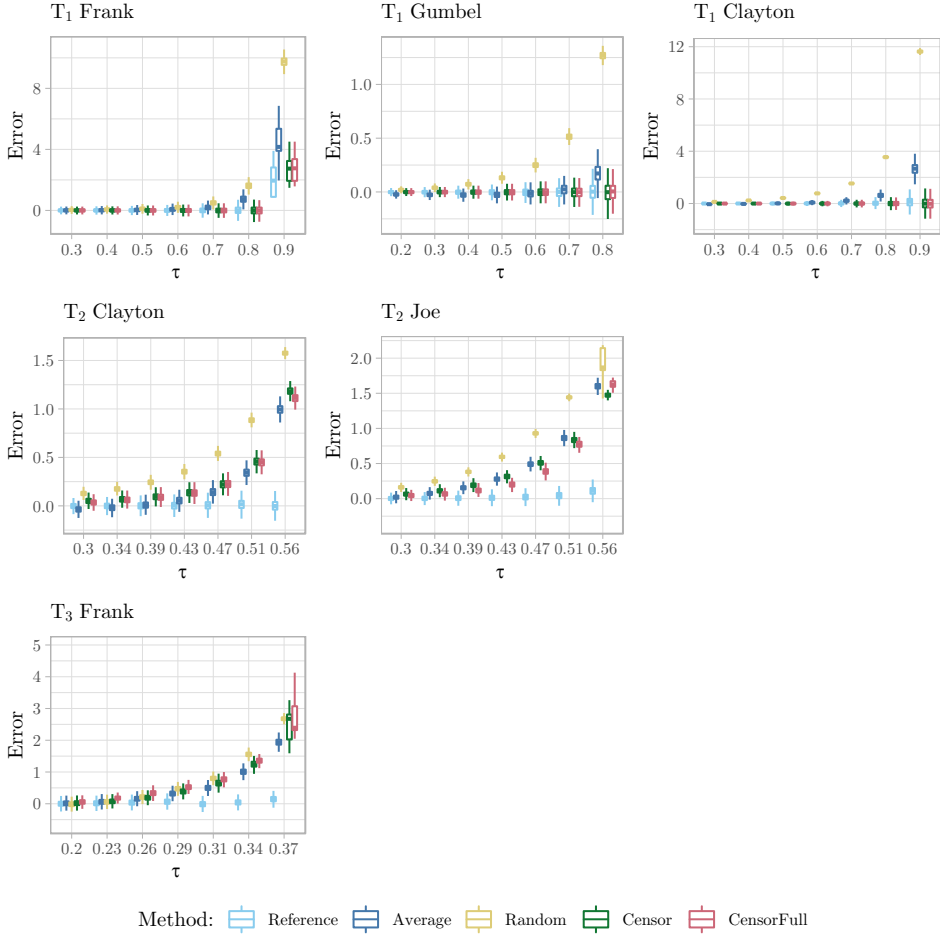 T₁ Frank
T₁ Gumbel
T₁ Clayton
Error
8
4
0
0.3 0.4 0.5 0.6 0.7 0.8 0.9
τ
Error
1.0
0.5
0.0
0.2 0.3 0.4 0.5 0.6 0.7 0.8
τ
Error
12
8
4
0
0.3 0.4 0.5 0.6 0.7 0.8 0.9
τ
T₂ Clayton
T₂ Joe
Error
1.5
1.0
0.5
0.0
0.3 0.34 0.39 0.43 0.47 0.51 0.56
τ
Error
2.0
1.5
1.0
0.5
0.0
0.3 0.34 0.39 0.43 0.47 0.51 0.56
τ
T₃ Frank
Error
5
4
3
2
1
0
0.2 0.23 0.26 0.29 0.31 0.34 0.37
τ
Method: Reference Average Random Censor CensorFull